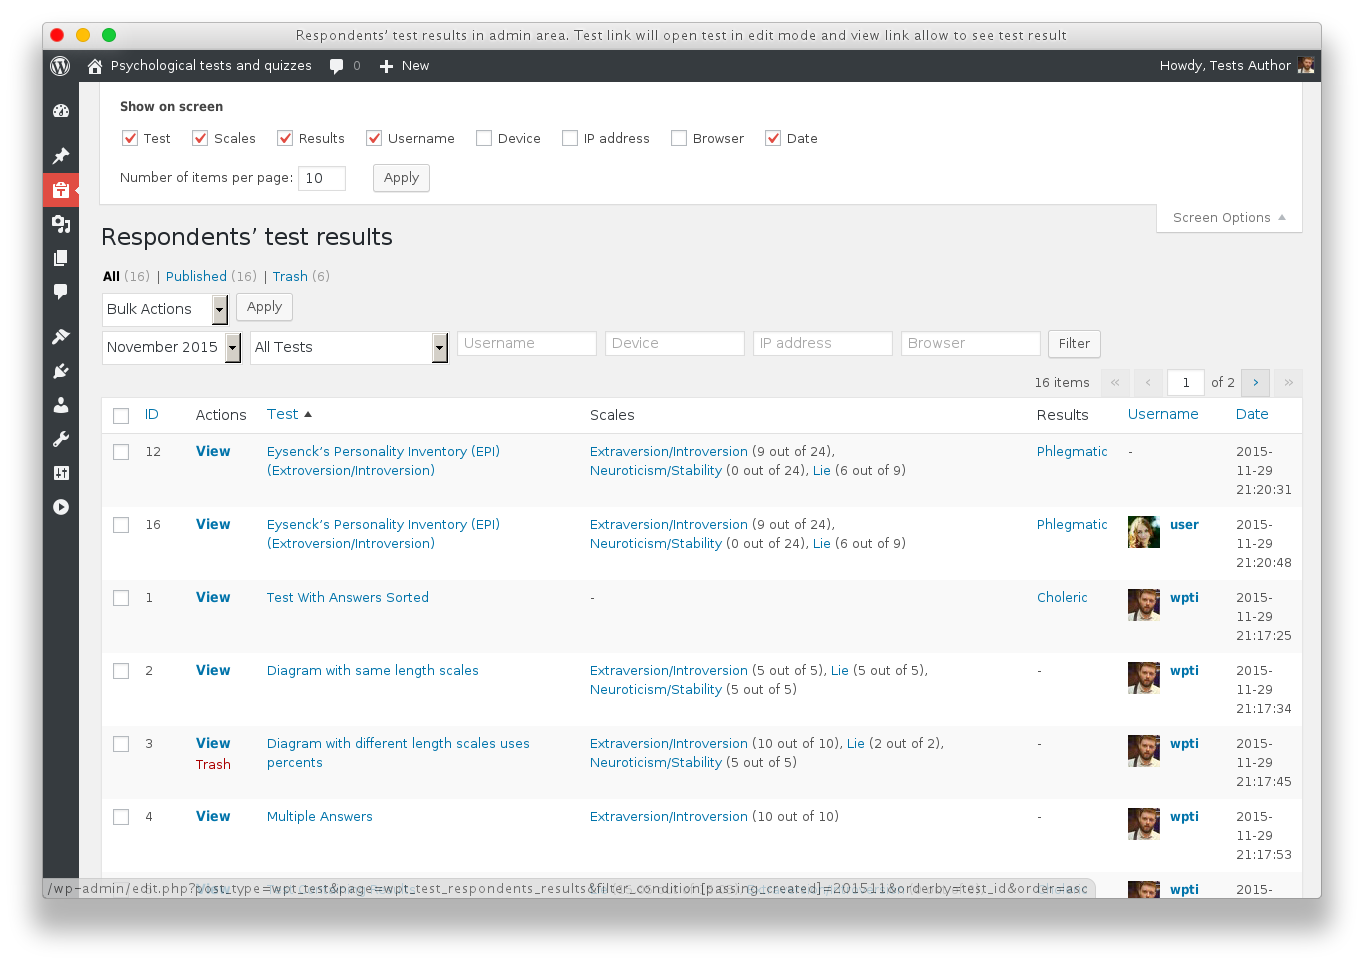 Respondents’ test results in admin area. Test link will open test in edit mode and view link allow to see test result
Psychological tests and quizzes 0 New Howdy, Tests Author
Show on screen
Test Scales Results Username Device IP address Browser Date
Number of items per page: 10 Apply
Screen Options
Respondents’ test results
All (16) | Published (16) | Trash (6)
Bulk Actions Apply
November 2015 All Tests Username Device IP address Browser Filter
16 items « ‹ 1 of 2 › »
ID Actions Test Scales Results Username Date
12 View Eysenck’s Personality Inventory (EPI) Extraversion/Introversion (9 out of 24), Phlegmatic - 2015-
(Extroversion/Introversion) Neuroticism/Stability (0 out of 24), Lie (6 out of 9) 11-29
21:20:31
16 View Eysenck’s Personality Inventory (EPI) Extraversion/Introversion (9 out of 24), Phlegmatic user 2015-
(Extroversion/Introversion) Neuroticism/Stability (0 out of 24), Lie (6 out of 9) 11-29
21:20:48
1 View Test With Answers Sorted - Choleric wpti 2015-
11-29
21:17:25
2 View Diagram with same length scales Extraversion/Introversion (5 out of 5), Lie (5 out of 5), - wpti 2015-
Neuroticism/Stability (5 out of 5) 11-29
21:17:34
3 View Diagram with different length scales uses Extraversion/Introversion (10 out of 10), Lie (2 out of 2), - wpti 2015-
Trash percents Neuroticism/Stability (5 out of 5) 11-29
21:17:45
4 View Multiple Answers Extraversion/Introversion (10 out of 10) - wpti 2015-
11-29
21:17:53
/wp-admin/edit.php?post_type=wpt_test&page=wpt_test_respondents_results&filter_condition[passing_created]=201511&orderby=test_id&order=asc wpti 2015-